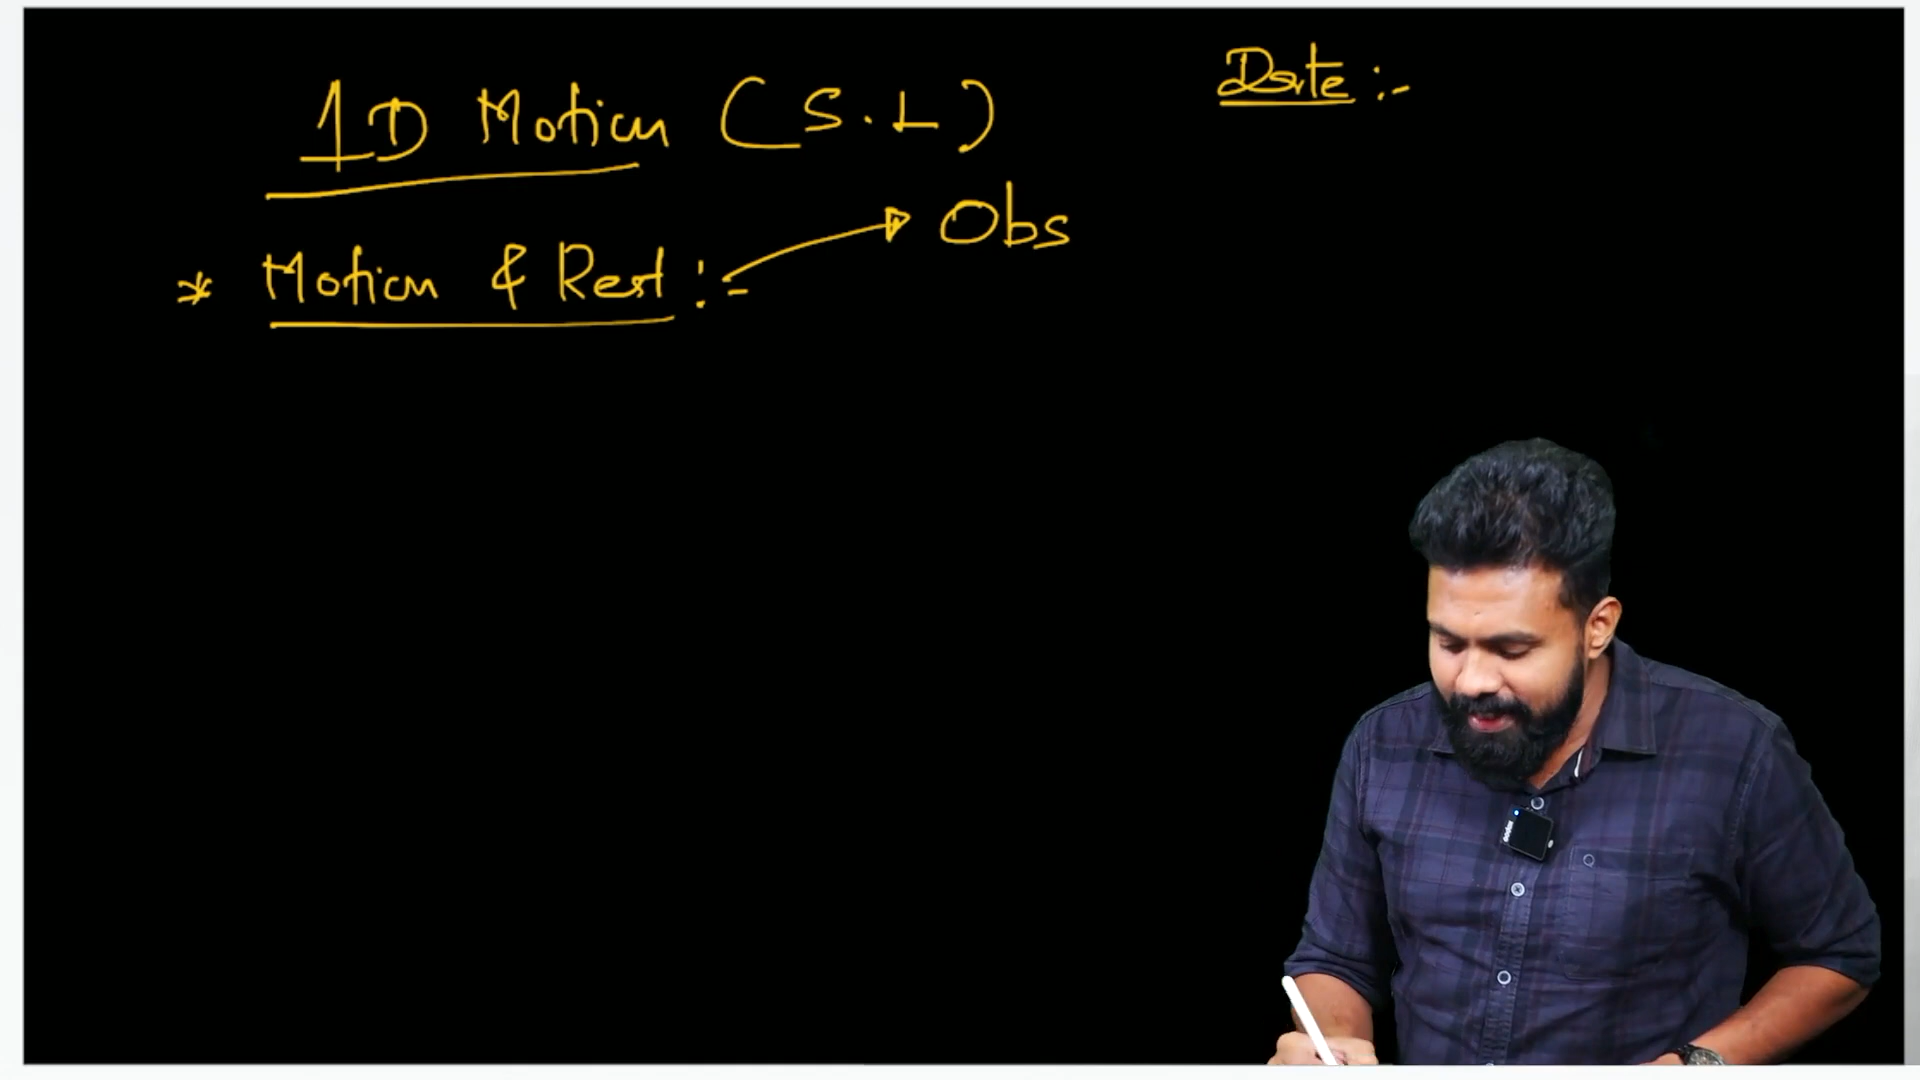 Date :-
1D Motion (S.L)
Obs
* Motion & Rest :-